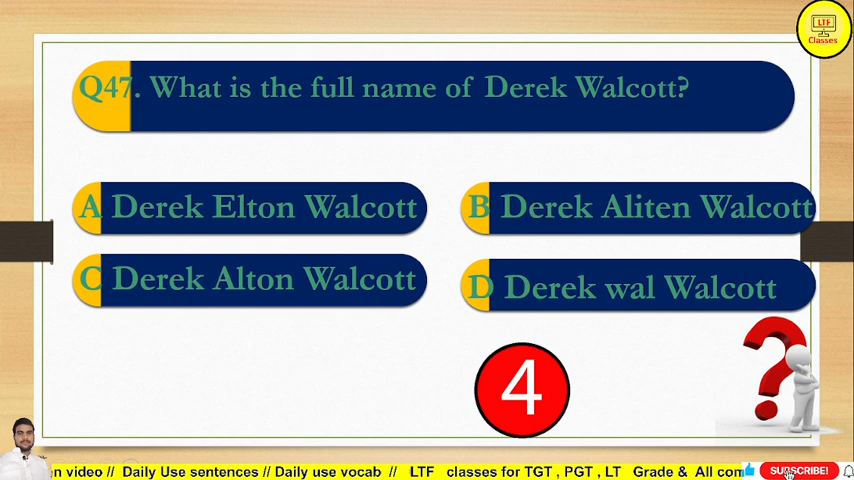 LTF
Classes
Q47. What is the full name of Derek Walcott?
A Derek Elton Walcott
B Derek Aliten Walcott
C Derek Alton Walcott
D Derek wal Walcott
4
n video // Daily Use sentences // Daily use vocab // LTF classes for TGT , PGT , LT Grade & All com
SUBSCRIBE!